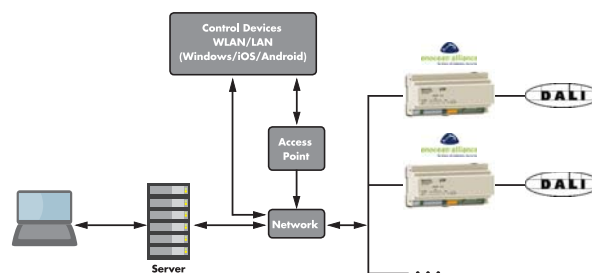 Control Devices
WLAN/LAN
(Windows/iOS/Android)
enocean alliance
DALI
Access
Point
enocean alliance
DALI
Network
Server
...